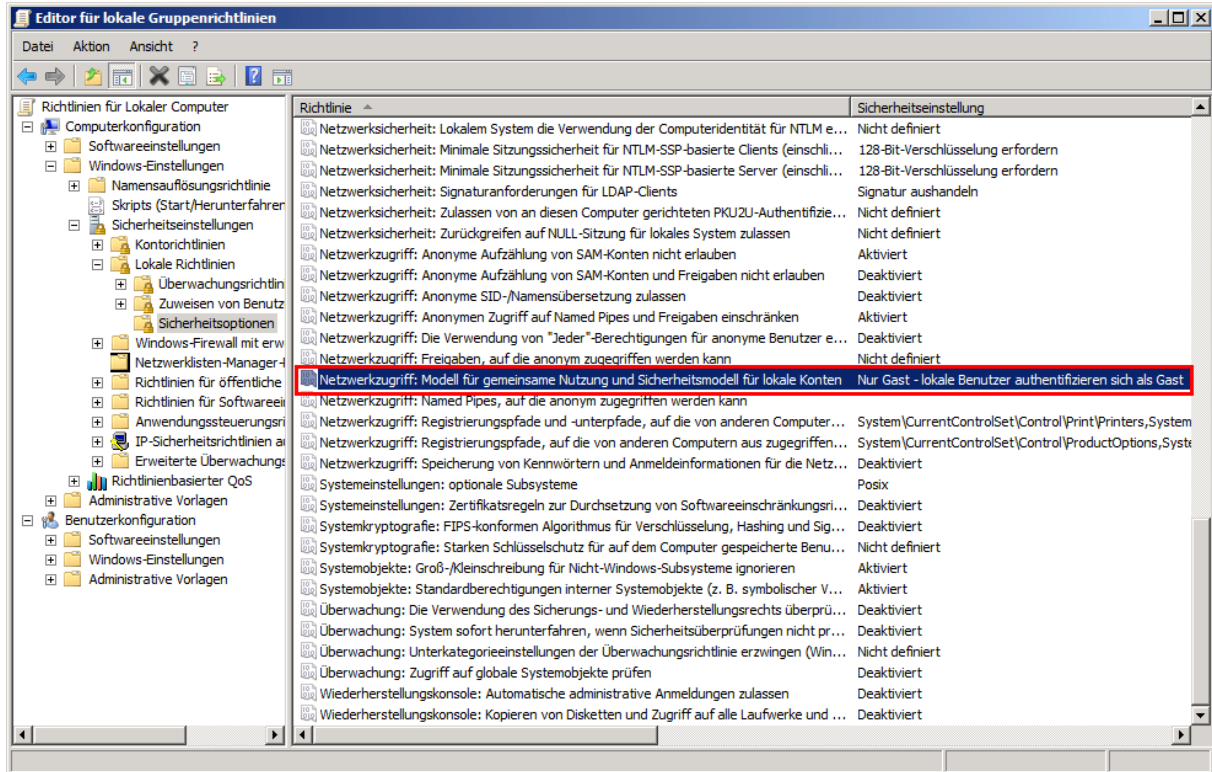 Editor für lokale Gruppenrichtlinien
Datei Aktion Ansicht ?
Richtlinien für Lokaler Computer
Computerkonfiguration
Softwareeinstellungen
Windows-Einstellungen
Namensauflösungsrichtlinie
Skripts (Start/Herunterfahren
Sicherheitseinstellungen
Kontorichtlinien
Lokale Richtlinien
Überwachungsrichtlin
Zuweisen von Benutz
Sicherheitsoptionen
Windows-Firewall mit erw
Netzwerklisten-Manager-
Richtlinien für öffentliche
Richtlinien für Softwareei
Anwendungssteuerungsri
IP-Sicherheitsrichtlinien a
Erweiterte Überwachungs
Richtlinienbasierter QoS
Administrative Vorlagen
Benutzerkonfiguration
Softwareeinstellungen
Windows-Einstellungen
Administrative Vorlagen
Richtlinie Sicherheitseinstellung
Netzwerksicherheit: Lokalem System die Verwendung der Computeridentität für NTLM e... Nicht definiert
Netzwerksicherheit: Minimale Sitzungssicherheit für NTLM-SSP-basierte Clients (einschli... 128-Bit-Verschlüsselung erfordern
Netzwerksicherheit: Minimale Sitzungssicherheit für NTLM-SSP-basierte Server (einschli... 128-Bit-Verschlüsselung erfordern
Netzwerksicherheit: Signaturanforderungen für LDAP-Clients Signatur aushandeln
Netzwerksicherheit: Zulassen von an diesen Computer gerichteten PKU2U-Authentifizie... Nicht definiert
Netzwerksicherheit: Zurückgreifen auf NULL-Sitzung für lokales System zulassen Nicht definiert
Netzwerkzugriff: Anonyme Aufzählung von SAM-Konten nicht erlauben Aktiviert
Netzwerkzugriff: Anonyme Aufzählung von SAM-Konten und Freigaben nicht erlauben Deaktiviert
Netzwerkzugriff: Anonyme SID-/Namensübersetzung zulassen Deaktiviert
Netzwerkzugriff: Anonymen Zugriff auf Named Pipes und Freigaben einschränken Aktiviert
Netzwerkzugriff: Die Verwendung von "Jeder"-Berechtigungen für anonyme Benutzer e... Deaktiviert
Netzwerkzugriff: Freigaben, auf die anonym zugegriffen werden kann Nicht definiert
Netzwerkzugriff: Modell für gemeinsame Nutzung und Sicherheitsmodell für lokale Konten Nur Gast - lokale Benutzer authentifizieren sich als Gast
Netzwerkzugriff: Named Pipes, auf die anonym zugegriffen werden kann
Netzwerkzugriff: Registrierungspfade und -unterpfade, auf die von anderen Computer... System\CurrentControlSet\Control\Print\Printers,System
Netzwerkzugriff: Registrierungspfade, auf die von anderen Computern aus zugegriffen... System\CurrentControlSet\Control\ProductOptions,Syste
Netzwerkzugriff: Speicherung von Kennwörtern und Anmeldeinformationen für die Netz... Deaktiviert
Systemeinstellungen: optionale Subsysteme Posix
Systemeinstellungen: Zertifikatsregeln zur Durchsetzung von Softwareeinschränkungsri... Deaktiviert
Systemkryptografie: FIPS-konformen Algorithmus für Verschlüsselung, Hashing und Sig... Deaktiviert
Systemkryptografie: Starken Schlüsselschutz für auf dem Computer gespeicherte Benu... Nicht definiert
Systemobjekte: Groß-/Kleinschreibung für Nicht-Windows-Subsysteme ignorieren Aktiviert
Systemobjekte: Standardberechtigungen interner Systemobjekte (z. B. symbolischer V... Aktiviert
Überwachung: Die Verwendung des Sicherungs- und Wiederherstellungsrechts überprü... Deaktiviert
Überwachung: System sofort herunterfahren, wenn Sicherheitsüberprüfungen nicht pr... Deaktiviert
Überwachung: Unterkategorieeinstellungen der Überwachungsrichtlinie erzwingen (Win... Nicht definiert
Überwachung: Zugriff auf globale Systemobjekte prüfen Deaktiviert
Wiederherstellungskonsole: Automatische administrative Anmeldungen zulassen Deaktiviert
Wiederherstellungskonsole: Kopieren von Disketten und Zugriff auf alle Laufwerke und ... Deaktiviert